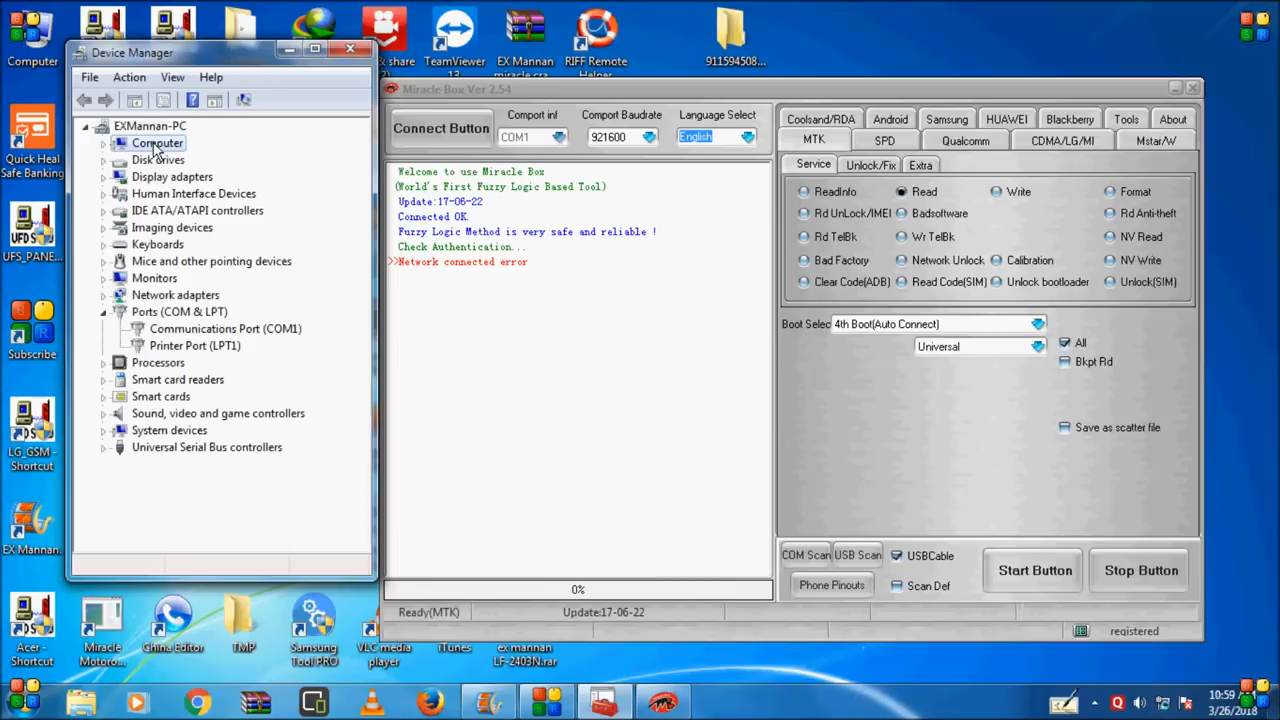 Computer
Quick Heal
Safe Banking
UFS_PANE...
Subscribe
LG_GSM -
Shortcut
EX Mannan...
Acer -
Shortcut
& share
TeamViewer
13
EX Mannan
miracle cra...
RIFF Remote
Helper
911594508...
Device Manager
File Action View Help
EXMannan-PC
Computer
Disk drives
Display adapters
Human Interface Devices
IDE ATA/ATAPI controllers
Imaging devices
Keyboards
Mice and other pointing devices
Monitors
Network adapters
Ports (COM & LPT)
Communications Port (COM1)
Printer Port (LPT1)
Processors
Smart card readers
Smart cards
Sound, video and game controllers
System devices
Universal Serial Bus controllers
Miracle Box Ver 2.54
Connect Button
Comport inf Comport Baudrate Language Select
COM1 921600 English
Welcome to use Miracle Box
(World's First Fuzzy Logic Based Tool)
Update:17-06-22
Connected OK.
Fuzzy Logic Method is very safe and reliable !
Check Authentication...
>>Network connected error
0%
Ready(MTK) Update:17-06-22
registered
Coolsand/RDA Android Samsung HUAWEI Blackberry Tools About
MTK SPD Qualcomm CDMA/LG/MI Mstar/W
Service Unlock/Fix Extra
ReadInfo Read Write Format
Rd UnLock/IMEI Badsoftware Rd Anti-theft
Rd TelBk Wr TelBk NV Read
Bad Factory Network Unlock Calibration NV Write
Clear Code(ADB) Read Code(SIM) Unlock bootloader Unlock(SIM)
Boot Selec 4th Boot(Auto Connect) All
Universal Bkpt Rd
Save as scatter file
COM Scan USB Scan USBCable
Phone Pinouts Scan Def
Start Button Stop Button
Miracle
Motoro...
China Editor
TMP
Samsung
Tool PRO
VLC media
player
iTunes
ex mannan
LF-2403N.rar
10:59
3/26/2018